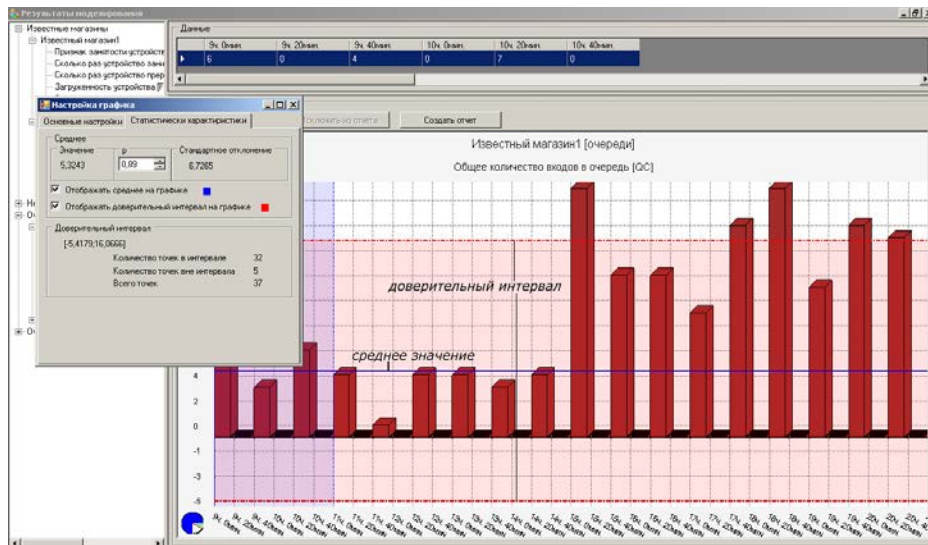 Результаты моделирования
Известные магазины
Известный магазин1
Признак занятости устройств
Сколько раз устройство зани
Сколько раз устройство прер
Загруженность устройства [F
Данные
9ч. 0мин. 9ч. 20мин. 9ч. 40мин. 10ч. 0мин. 10ч. 20мин. 10ч. 40мин.
6 0 4 0 7 0
Настройка графика
Основные настройки Статистически характеристики
Среднее
Значение p Стандартное отклонение
5,3243 0,89 6,7265
Отображать среднее на графике
Отображать доверительный интервал на графике
Доверительный интервал
[-5,4179;16,0666]
Количество точек в интервале 32
Количество точек вне интервала 5
Всего точек 37
Исключить из отчета Создать отчет
Известный магазин1 [очереди]
Общее количество входов в очередь [QC]
доверительный интервал
среднее значение
4
2
0
-1
-3
-5